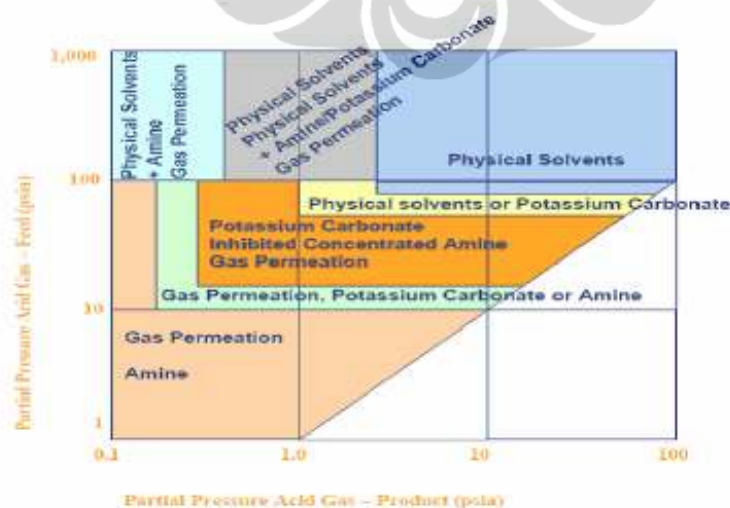 1,000
Physical Solvents
+ Amine
Gas Permeation
Physical Solvents
Physical Solvents
+ Amine/Potassium Carbonate
Gas Permeation
Physical Solvents
100
Physical solvents or Potassium Carbonate
Potassium Carbonate
Inhibited Concentrated Amine
Gas Permeation
Gas Permeation, Potassium Carbonate or Amine
10
Gas Permeation
Amine
1
Partial Pressure Acid Gas – Feed (psia)
0.1
1.0
10
100
Partial Pressure Acid Gas – Product (psia)